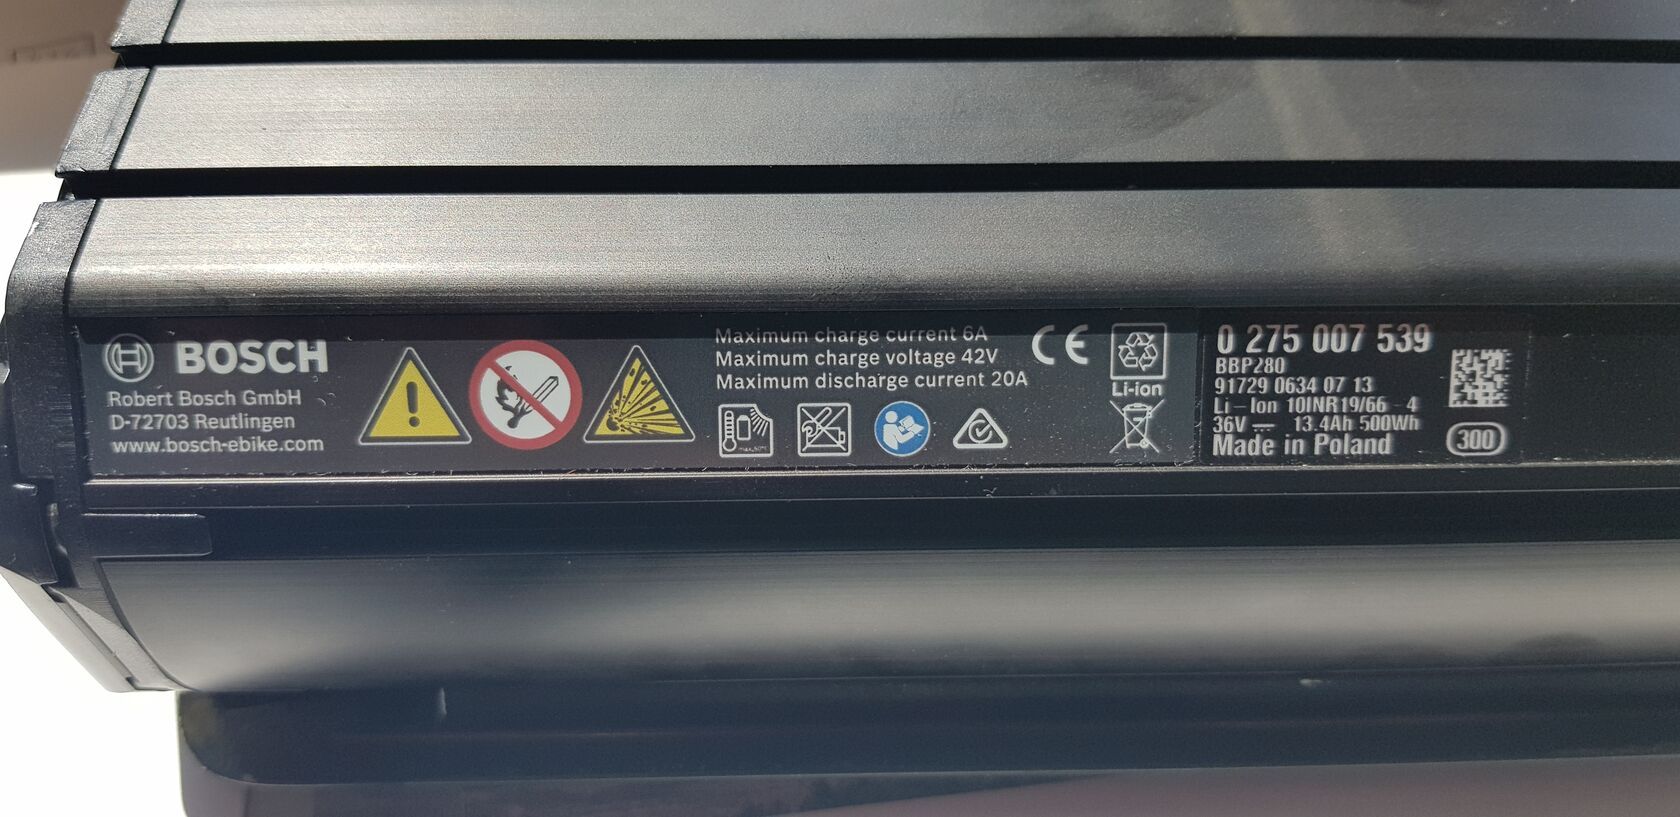 BOSCH
Robert Bosch GmbH
D-72703 Reutlingen
www.bosch-ebike.com
Maximum charge current 6A
Maximum charge voltage 42V
Maximum discharge current 20A
CE
Li-ion
0 275 007 539
BBP280
91729 0634 07 13
Li-Ion 10INR19/66-4
36V ⎓ 13.4Ah 500Wh
Made in Poland
300